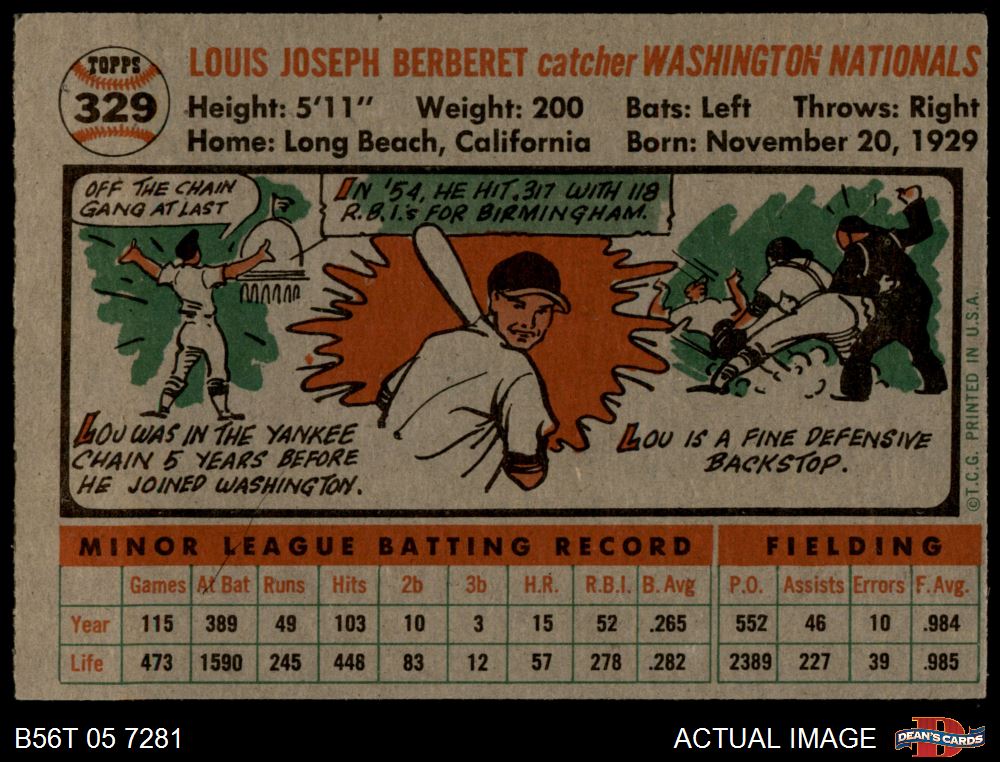 TOPPS
329
LOUIS JOSEPH BERBERET catcher WASHINGTON NATIONALS
Height: 5'11" Weight: 200 Bats: Left Throws: Right
Home: Long Beach, California Born: November 20, 1929
OFF THE CHAIN
GANG AT LAST
IN '54, HE HIT .317 WITH 118
R.B.I.s FOR BIRMINGHAM.
LOU WAS IN THE YANKEE
CHAIN 5 YEARS BEFORE
HE JOINED WASHINGTON.
LOU IS A FINE DEFENSIVE
BACKSTOP.
©T.C.G. PRINTED IN U.S.A.
MINOR LEAGUE BATTING RECORD FIELDING
Games At Bat Runs Hits 2b 3b H.R. R.B.I. B. Avg P.O. Assists Errors F. Avg.
Year 115 389 49 103 10 3 15 52 .265 552 46 10 .984
Life 473 1590 245 448 83 12 57 278 .282 2389 227 39 .985
B56T 05 7281 ACTUAL IMAGE DEAN'S CARDS